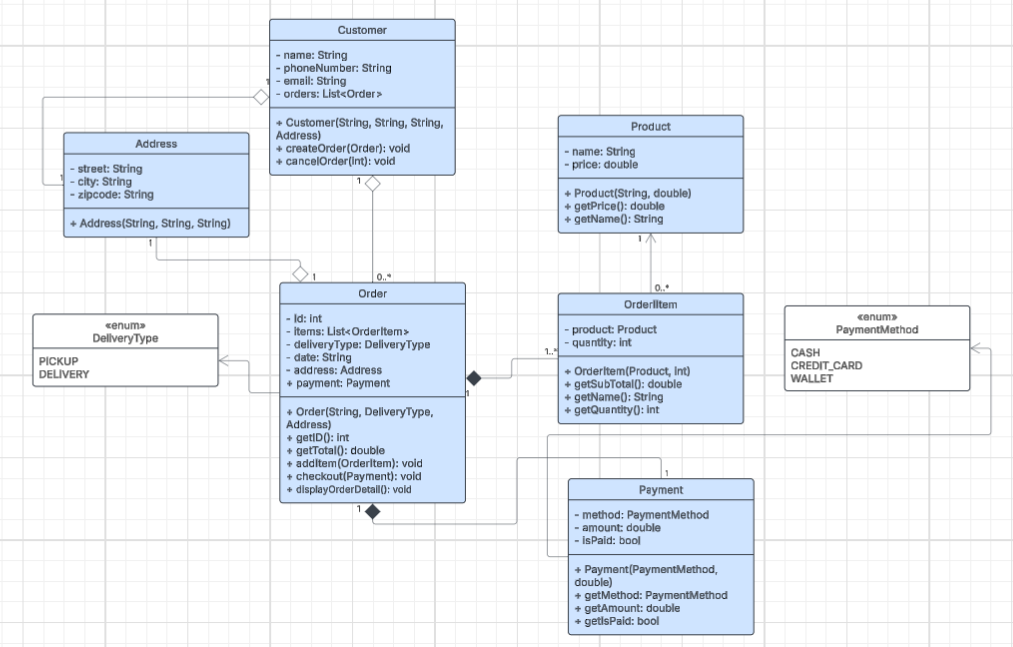 Customer
- name: String
- phoneNumber: String
- email: String
- orders: List<Order>
+ Customer(String, String, String,
Address)
+ createOrder(Order): void
+ cancelOrder(int): void
1
1
1
0..*
Address
- street: String
- city: String
- zipcode: String
+ Address(String, String, String)
1
1
Product
- name: String
- price: double
+ Product(String, double)
+ getPrice(): double
+ getName(): String
1
0..*
Order
- id: int
- items: List<OrderItem>
- deliveryType: DeliveryType
- date: String
- address: Address
+ payment: Payment
+ Order(String, DeliveryType,
Address)
+ getID(): int
+ getTotal(): double
+ addItem(OrderItem): void
+ checkout(Payment): void
+ displayOrderDetail(): void
1
1
1..*
«enum»
DeliveryType
PICKUP
DELIVERY
OrderItem
- product: Product
- quantity: int
+ OrderItem(Product, int)
+ getSubTotal(): double
+ getName(): String
+ getQuantity(): int
«enum»
PaymentMethod
CASH
CREDIT_CARD
WALLET
1
Payment
- method: PaymentMethod
- amount: double
- isPaid: bool
+ Payment(PaymentMethod,
double)
+ getMethod: PaymentMethod
+ getAmount: double
+ getIsPaid: bool